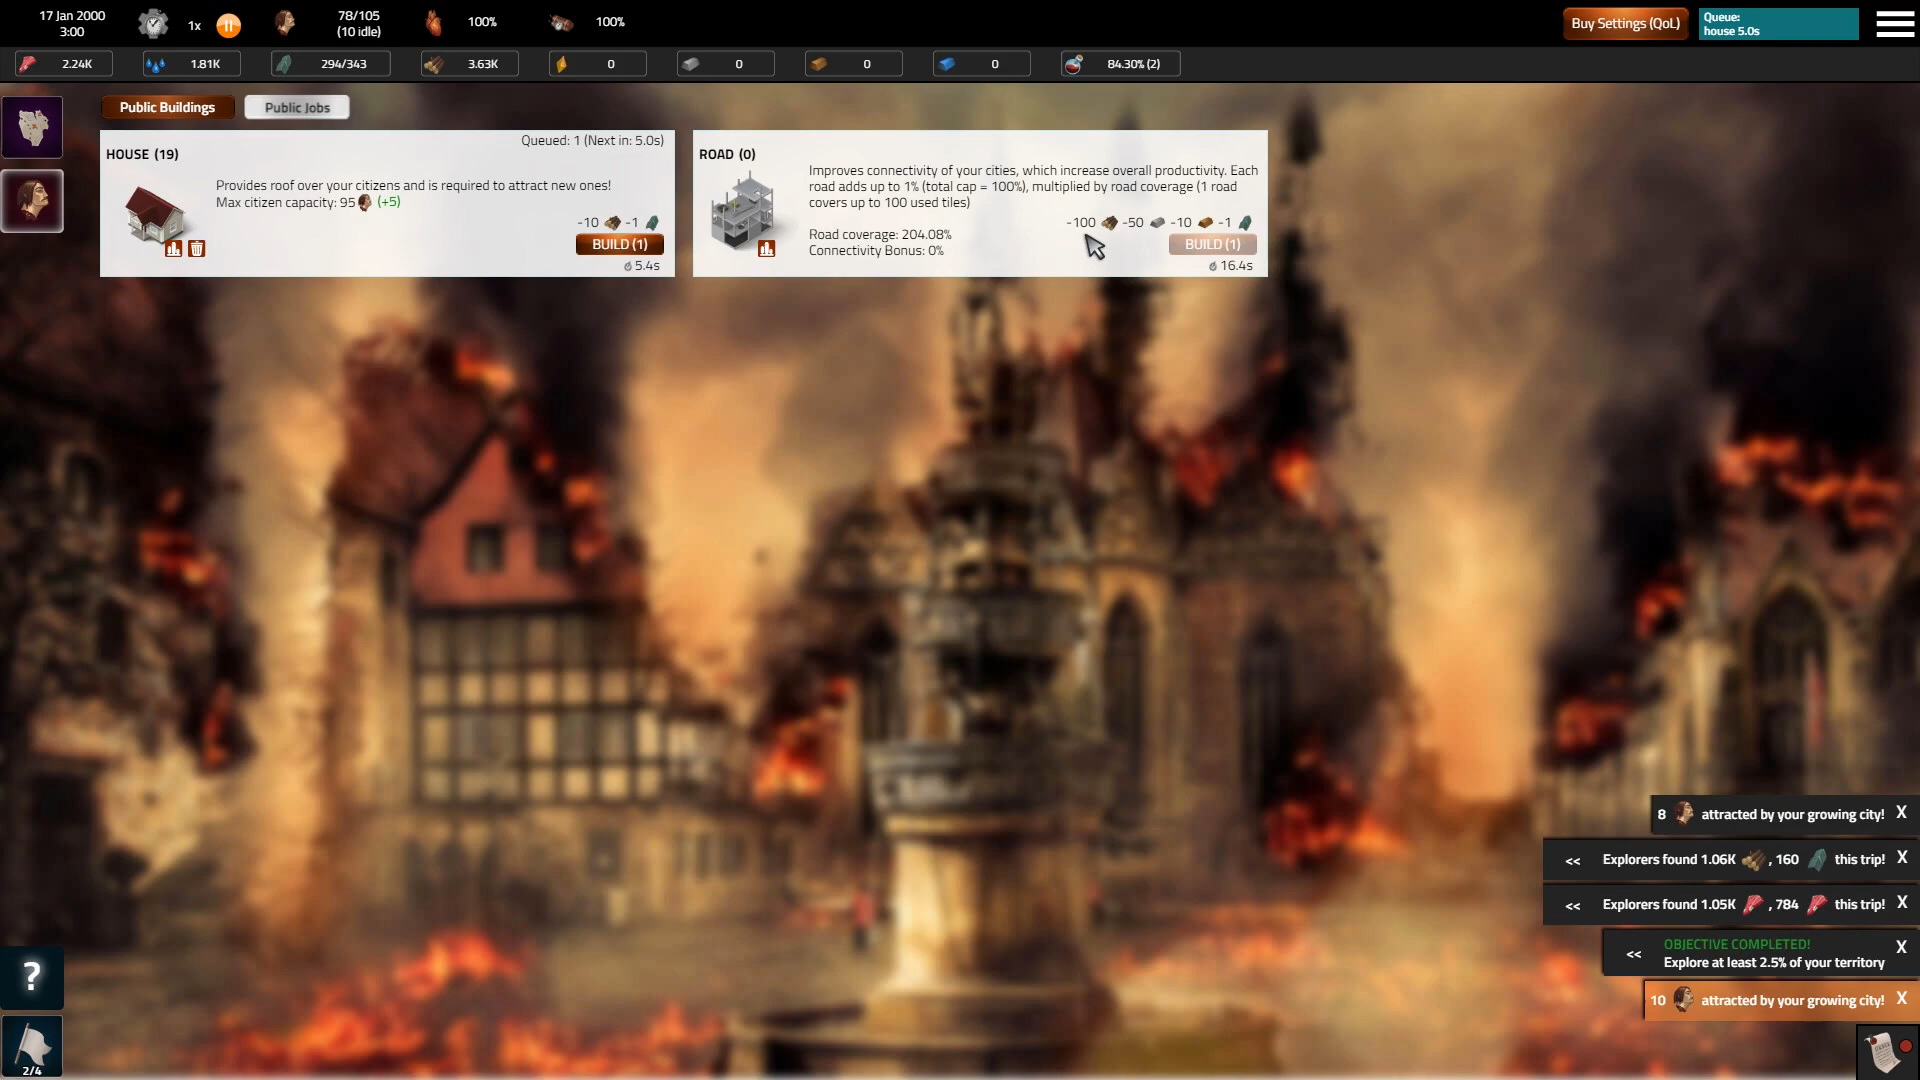 17 Jan 2000
3:00
1x
78/105
(10 idle)
100%
100%
Buy Settings (QoL)
Queue:
house 5.0s
2.24K
1.81K
294/343
3.63K
0
0
0
0
84.30% (2)
Public Buildings
Public Jobs
Queued: 1 (Next in: 5.0s)
HOUSE (19)
Provides roof over your citizens and is required to attract new ones!
Max citizen capacity: 95 (+5)
-10 -1
BUILD (1)
5.4s
ROAD (0)
Improves connectivity of your cities, which increase overall productivity. Each
road adds up to 1% (total cap = 100%), multiplied by road coverage (1 road
covers up to 100 used tiles)
-100 -50 -10 -1
Road coverage: 204.08%
Connectivity Bonus: 0%
BUILD (1)
16.4s
8 attracted by your growing city! X
<< Explorers found 1.06K , 160 this trip! X
<< Explorers found 1.05K , 784 this trip! X
OBJECTIVE COMPLETED! X
<< Explore at least 2.5% of your territory
10 attracted by your growing city! X
?
2/4